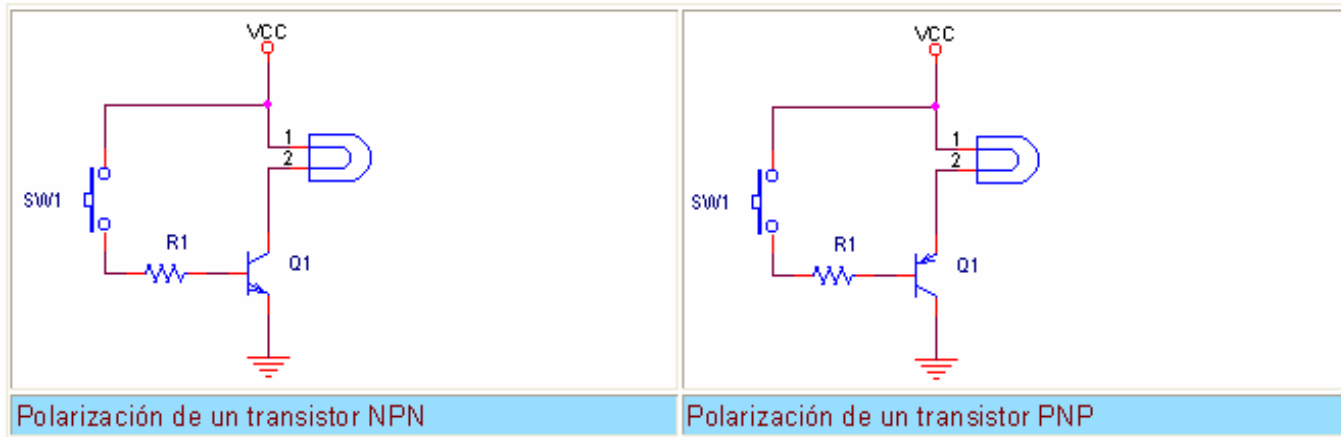 VCC
1
2
SW1
R1
Q1
Polarización de un transistor NPN
VCC
1
2
SW1
R1
Q1
Polarización de un transistor PNP